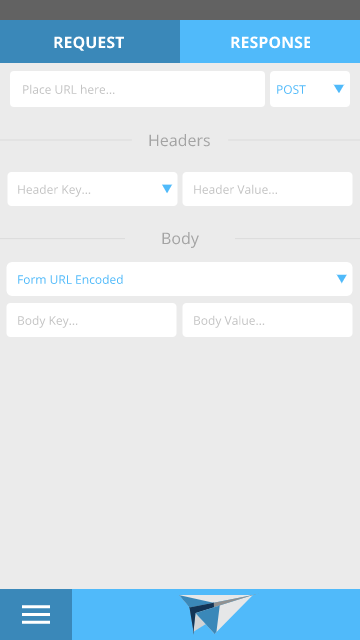 REQUEST RESPONSE
Place URL here... POST
Headers
Header Key... Header Value...
Body
Form URL Encoded
Body Key... Body Value...